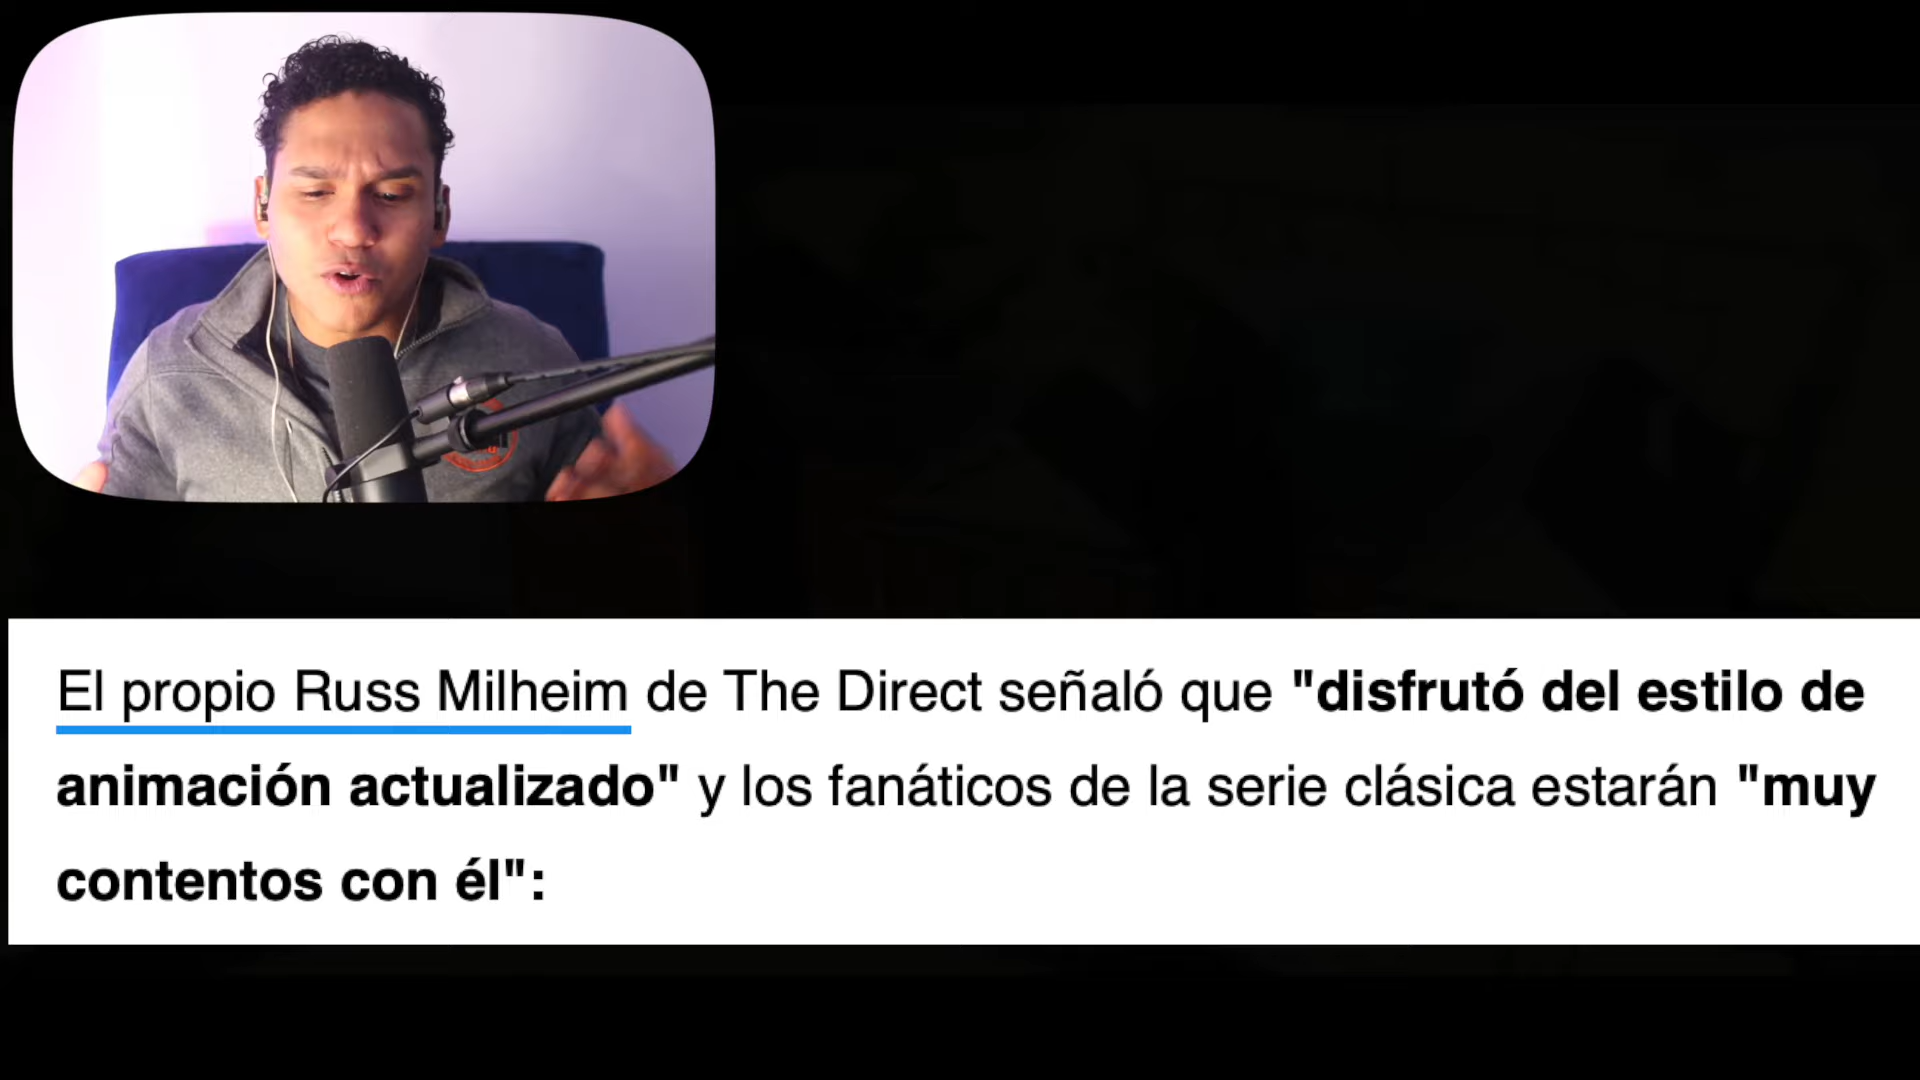 El propio Russ Milheim de The Direct señaló que "disfrutó del estilo de
animación actualizado" y los fanáticos de la serie clásica estarán "muy
contentos con él":